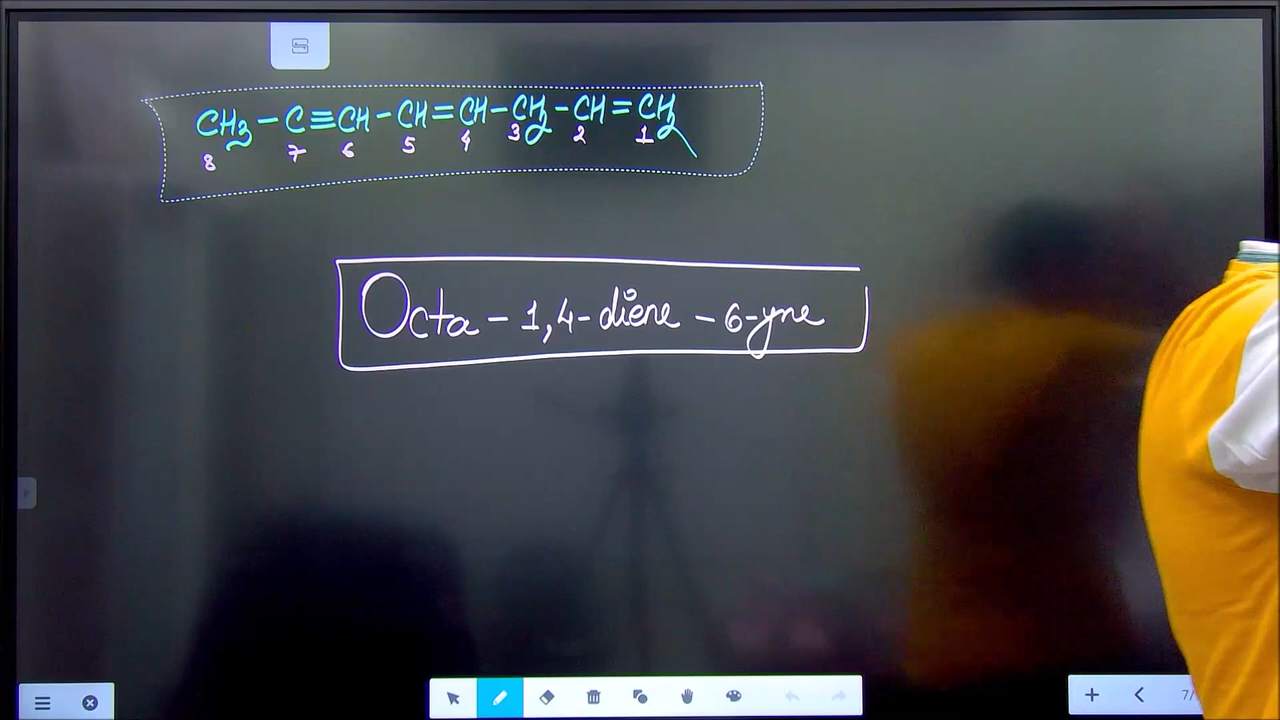 CH3 – C ≡ CH – CH = CH – CH2 – CH = CH2
8 7 6 5 4 3 2 1
Octa – 1,4- diene – 6-yne
7/